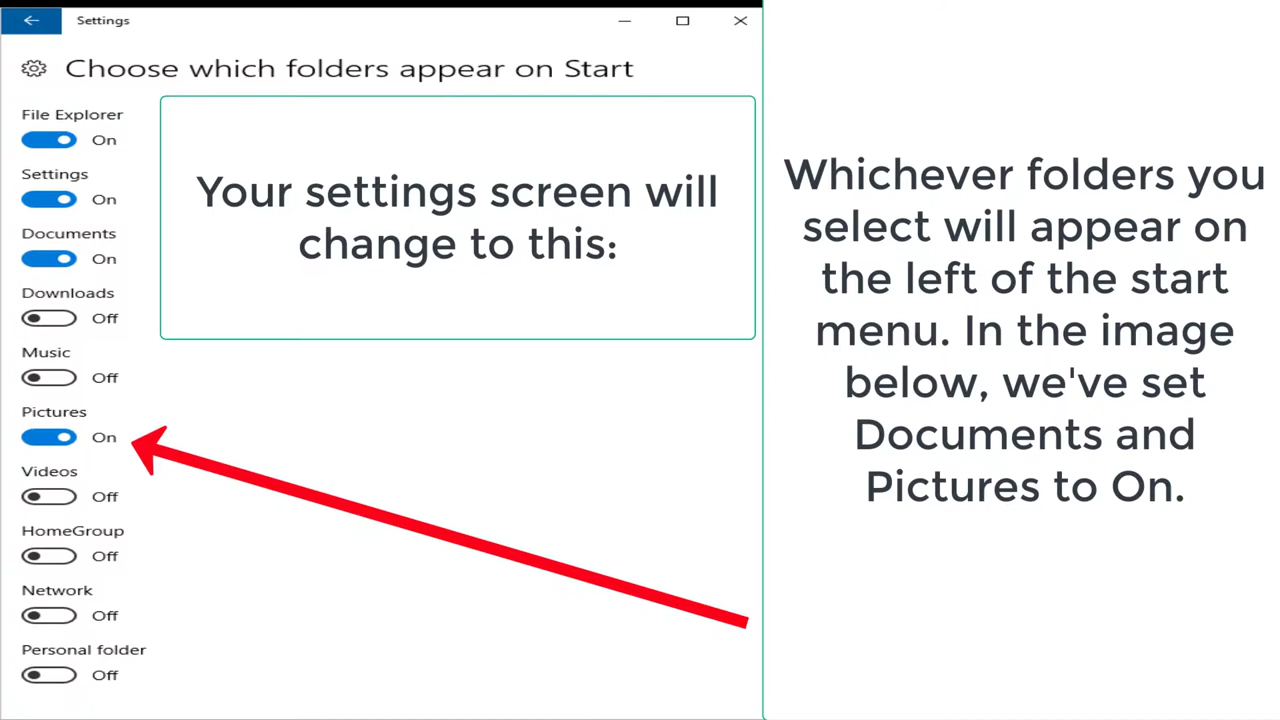 Settings
Choose which folders appear on Start
File Explorer
On
Settings
On
Documents
On
Downloads
Off
Music
Off
Pictures
On
Videos
Off
HomeGroup
Off
Network
Off
Personal folder
Off
Your settings screen will
change to this:
Whichever folders you
select will appear on
the left of the start
menu. In the image
below, we've set
Documents and
Pictures to On.